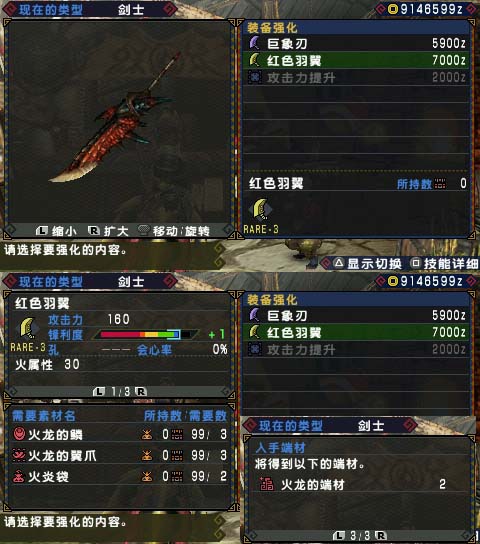 现在的类型 剑士
9146599z
装备强化
巨象刃 5900z
红色羽翼 7000z
攻击力提升 2000z
红色羽翼 所持数 0
RARE-3
L 缩小 R 扩大 移动/旋转
请选择要强化的内容。
△显示切换 □技能详细
现在的类型 剑士
9146599z
红色羽翼
攻击力 160
RARE-3 锋利度 +1
孔 ――― 会心率 0%
火属性 30
L 1/3 R
装备强化
巨象刃 5900z
红色羽翼 7000z
攻击力提升 2000z
需要素材名 所持数/需要数
火龙的鳞 0 99/ 3
火龙的翼爪 0 99/ 3
火炎袋 0 99/ 2
请选择要强化的内容。
现在的类型 剑士
入手端材
将得到以下的端材。
火龙的端材 2
L 3/3 R